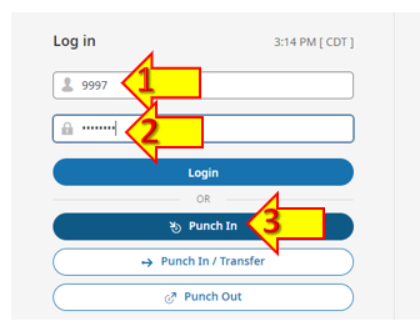 Log in 3:14 PM [ CDT ]
9997 1
•••••••• 2
Login
OR
Punch In 3
Punch In / Transfer
Punch Out